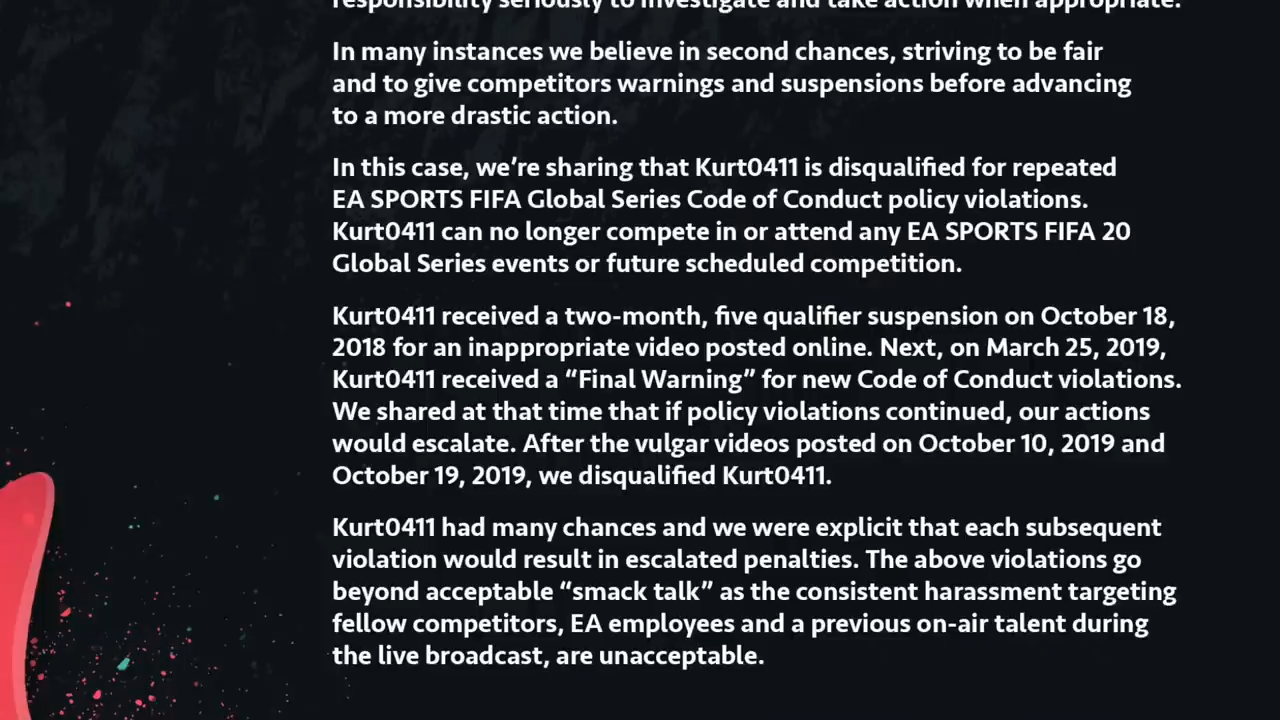 responsibility seriously to investigate and take action when appropriate.
In many instances we believe in second chances, striving to be fair
and to give competitors warnings and suspensions before advancing
to a more drastic action.
In this case, we’re sharing that Kurt0411 is disqualified for repeated
EA SPORTS FIFA Global Series Code of Conduct policy violations.
Kurt0411 can no longer compete in or attend any EA SPORTS FIFA 20
Global Series events or future scheduled competition.
Kurt0411 received a two-month, five qualifier suspension on October 18,
2018 for an inappropriate video posted online. Next, on March 25, 2019,
Kurt0411 received a “Final Warning” for new Code of Conduct violations.
We shared at that time that if policy violations continued, our actions
would escalate. After the vulgar videos posted on October 10, 2019 and
October 19, 2019, we disqualified Kurt0411.
Kurt0411 had many chances and we were explicit that each subsequent
violation would result in escalated penalties. The above violations go
beyond acceptable “smack talk” as the consistent harassment targeting
fellow competitors, EA employees and a previous on-air talent during
the live broadcast, are unacceptable.